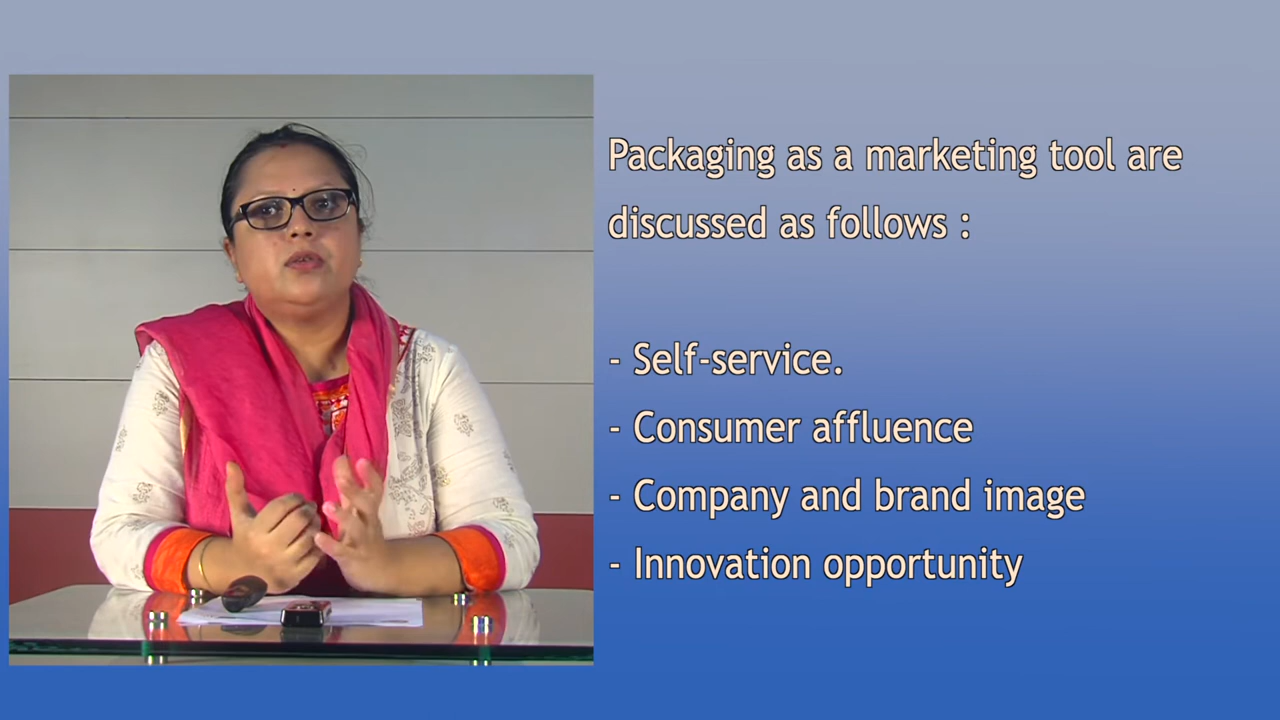 Packaging as a marketing tool are
discussed as follows :
- Self-service.
- Consumer affluence
- Company and brand image
- Innovation opportunity